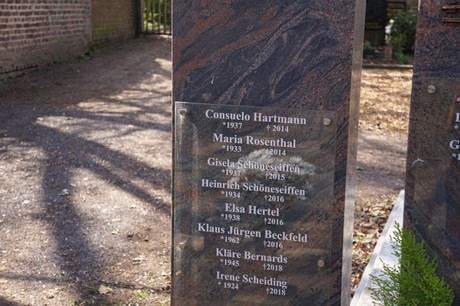 Consuelo Hartmann
*1937 †2014
Maria Rosenthal
*1933 †2014
Gisela Schöneseiffen
*1937 †2015
Heinrich Schöneseiffen
*1934 †2016
Elsa Hertel
*1938 †2016
Klaus Jürgen Beckfeld
*1962 †2016
Kläre Bernards
*1945 †2018
Irene Scheiding
*1924 †2018